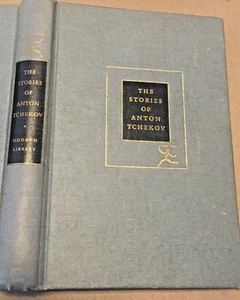 THE
STORIES
OF
ANTON
TCHEKOV
MODERN
LIBRARY
THE
STORIES
OF
ANTON
TCHEKOV